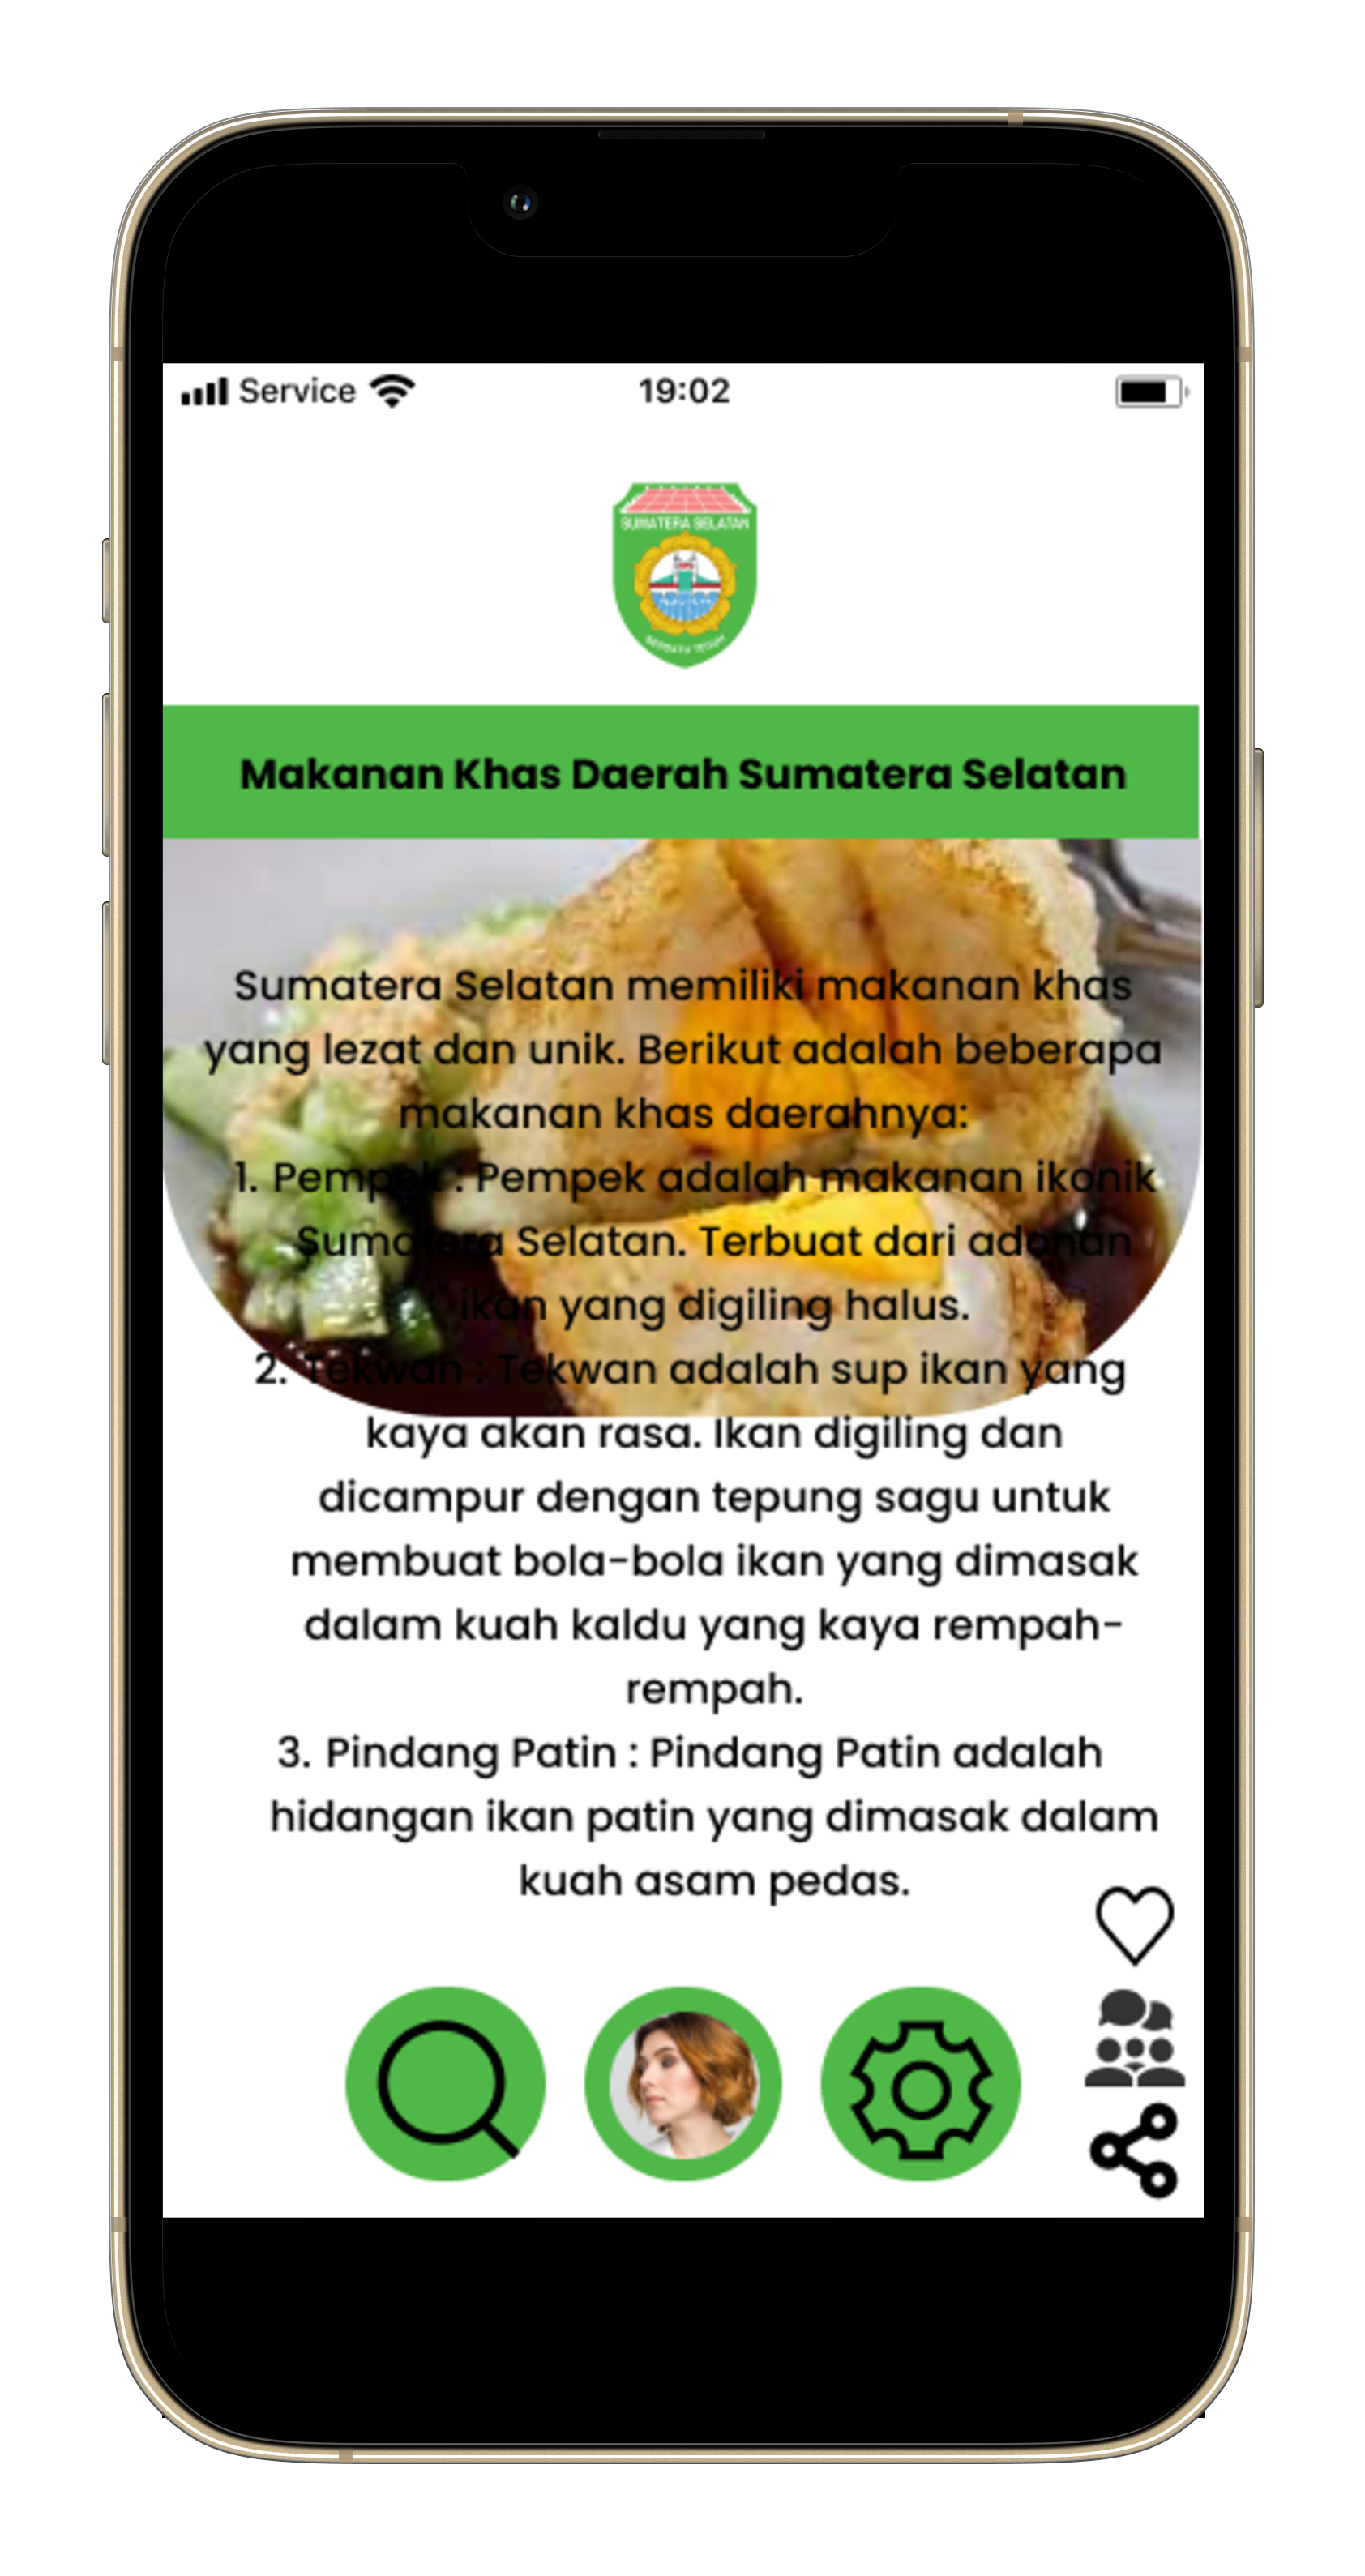 Service 19:02
SUMATERA SELATAN
Makanan Khas Daerah Sumatera Selatan
Sumatera Selatan memiliki makanan khas
yang lezat dan unik. Berikut adalah beberapa
makanan khas daerahnya:
1. Pempek : Pempek adalah makanan ikonik
Sumatera Selatan. Terbuat dari adonan
ikan yang digiling halus.
2. Tekwan : Tekwan adalah sup ikan yang
kaya akan rasa. Ikan digiling dan
dicampur dengan tepung sagu untuk
membuat bola-bola ikan yang dimasak
dalam kuah kaldu yang kaya rempah-
rempah.
3. Pindang Patin : Pindang Patin adalah
hidangan ikan patin yang dimasak dalam
kuah asam pedas.